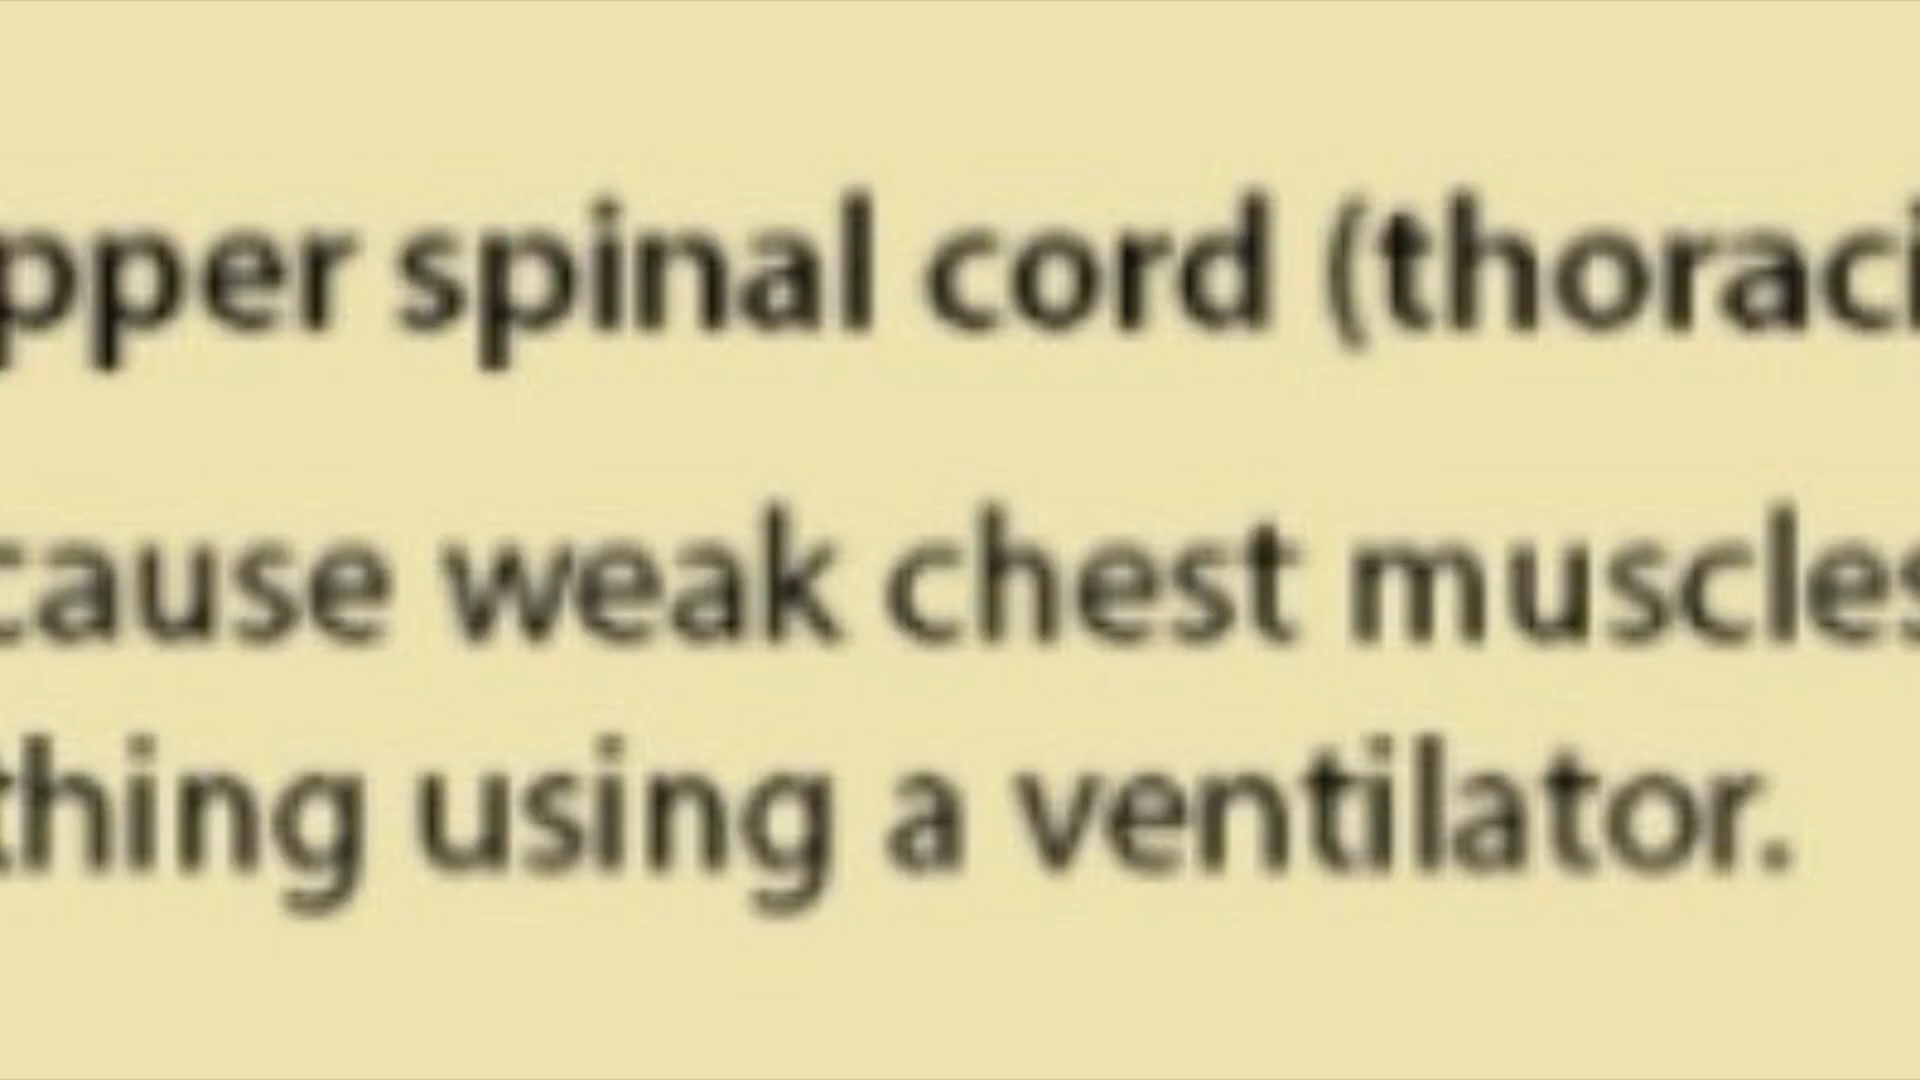 pper spinal cord (thoraci
cause weak chest muscles
thing using a ventilator.